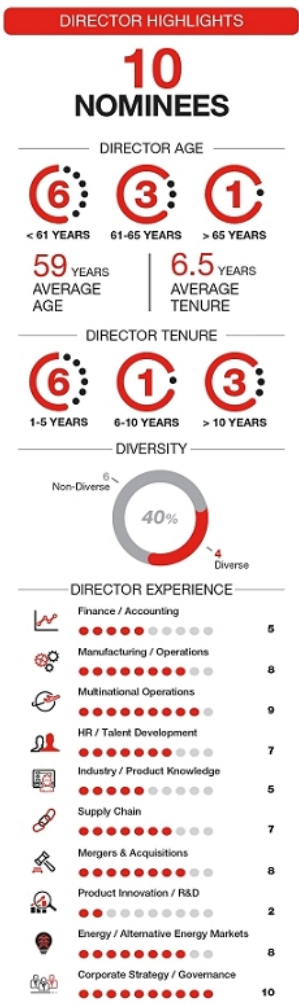 DIRECTOR HIGHLIGHTS
10
NOMINEES
DIRECTOR AGE
6 3 1
< 61 YEARS 61-65 YEARS > 65 YEARS
59 YEARS
AVERAGE
AGE
6.5 YEARS
AVERAGE
TENURE
DIRECTOR TENURE
6 1 3
1-5 YEARS 6-10 YEARS > 10 YEARS
DIVERSITY
6
Non-Diverse
40%
4
Diverse
DIRECTOR EXPERIENCE
Finance / Accounting
5
Manufacturing / Operations
8
Multinational Operations
9
HR / Talent Development
7
Industry / Product Knowledge
5
Supply Chain
7
Mergers & Acquisitions
8
Product Innovation / R&D
2
Energy / Alternative Energy Markets
8
Corporate Strategy / Governance
10